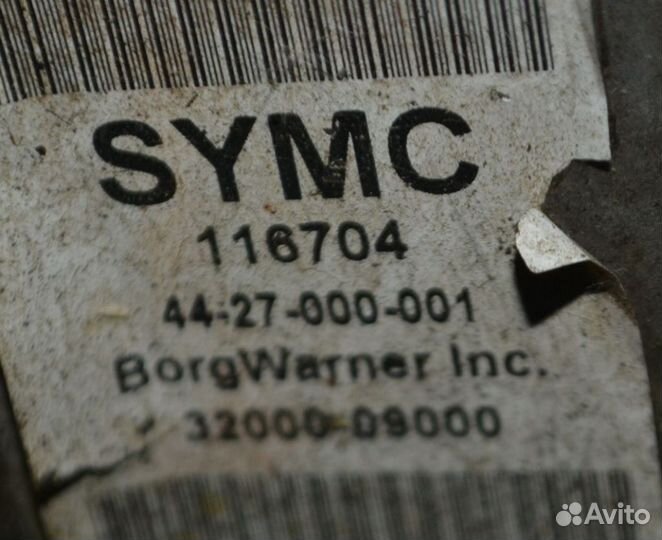 SYMC
116704
44-27-000-001
BorgWarner Inc.
32000-09000
Avito